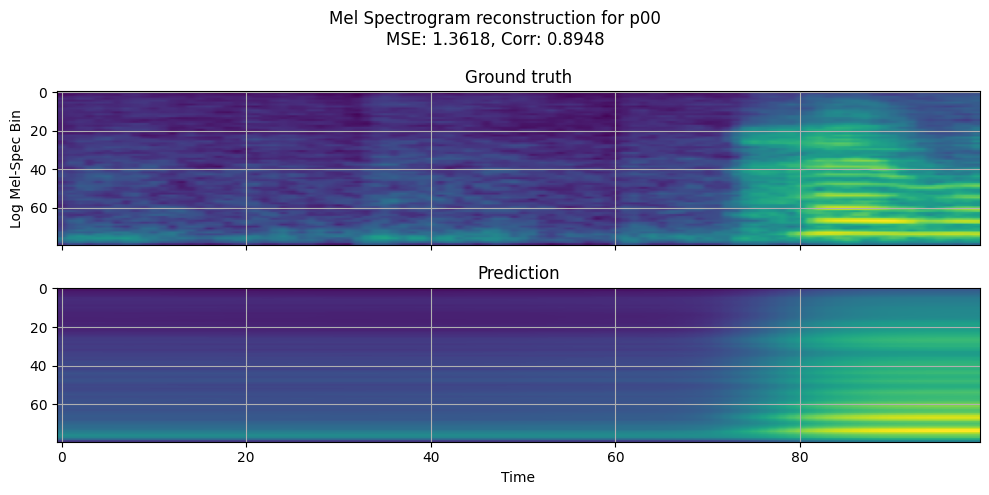 Mel Spectrogram reconstruction for p00
MSE: 1.3618, Corr: 0.8948
Ground truth
0
20
40
60
Log Mel-Spec Bin
Prediction
0
20
40
60
0 20 40 60 80
Time